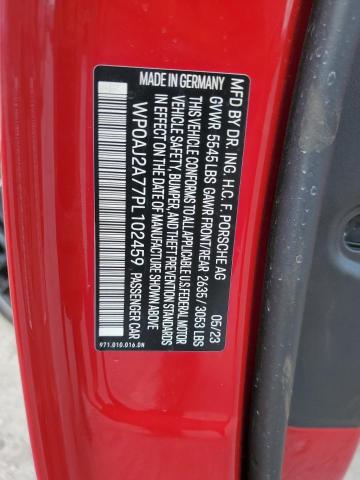 MADE IN GERMANY
MFD BY DR. ING. H.C. F. PORSCHE AG
GVWR 5545 LBS GAWR FRONT/REAR 2635/3053 LBS 05/23
THIS VEHICLE CONFORMS TO ALL APPLICABLE FEDERAL MOTOR
VEHICLE SAFETY, BUMPER, AND THEFT PREVENTION STANDARDS
IN EFFECT ON THE DATE OF MANUFACTURE SHOWN ABOVE
WP0AJ2A77PL102459 PASSENGER CAR
971.010.016.DN